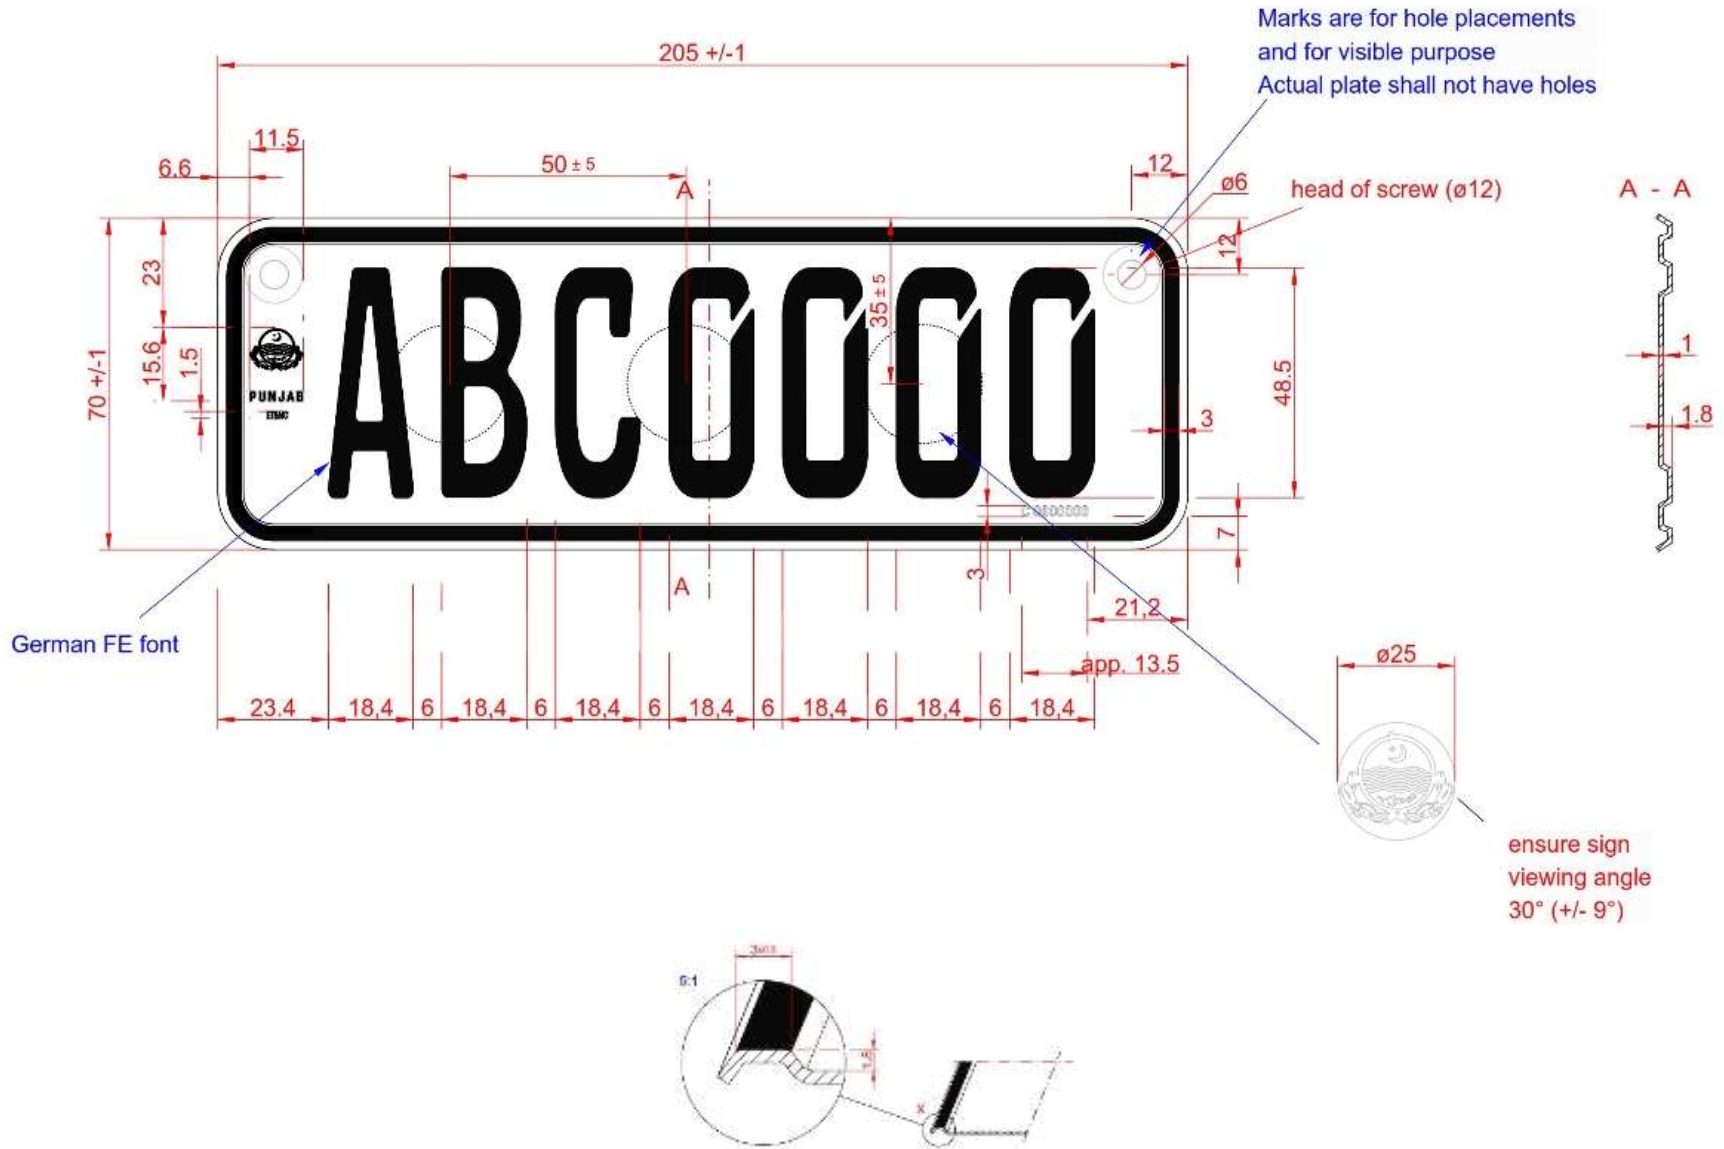 Marks are for hole placements
and for visible purpose
Actual plate shall not have holes
205 +/-1
11.5
6.6
50 ± 5
A
12
ø6
head of screw (ø12)
A - A
12
23
35 ± 5
ABC0000
15.6
1.5
70 +/-1
PUNJAB
48.5
1
3
1.8
7
3
A
21,2
German FE font
app. 13.5
ø25
23.4
18,4
6
18,4
6
18,4
6
18,4
6
18,4
6
18,4
6
18,4
ensure sign
viewing angle
30° (+/- 9°)
X